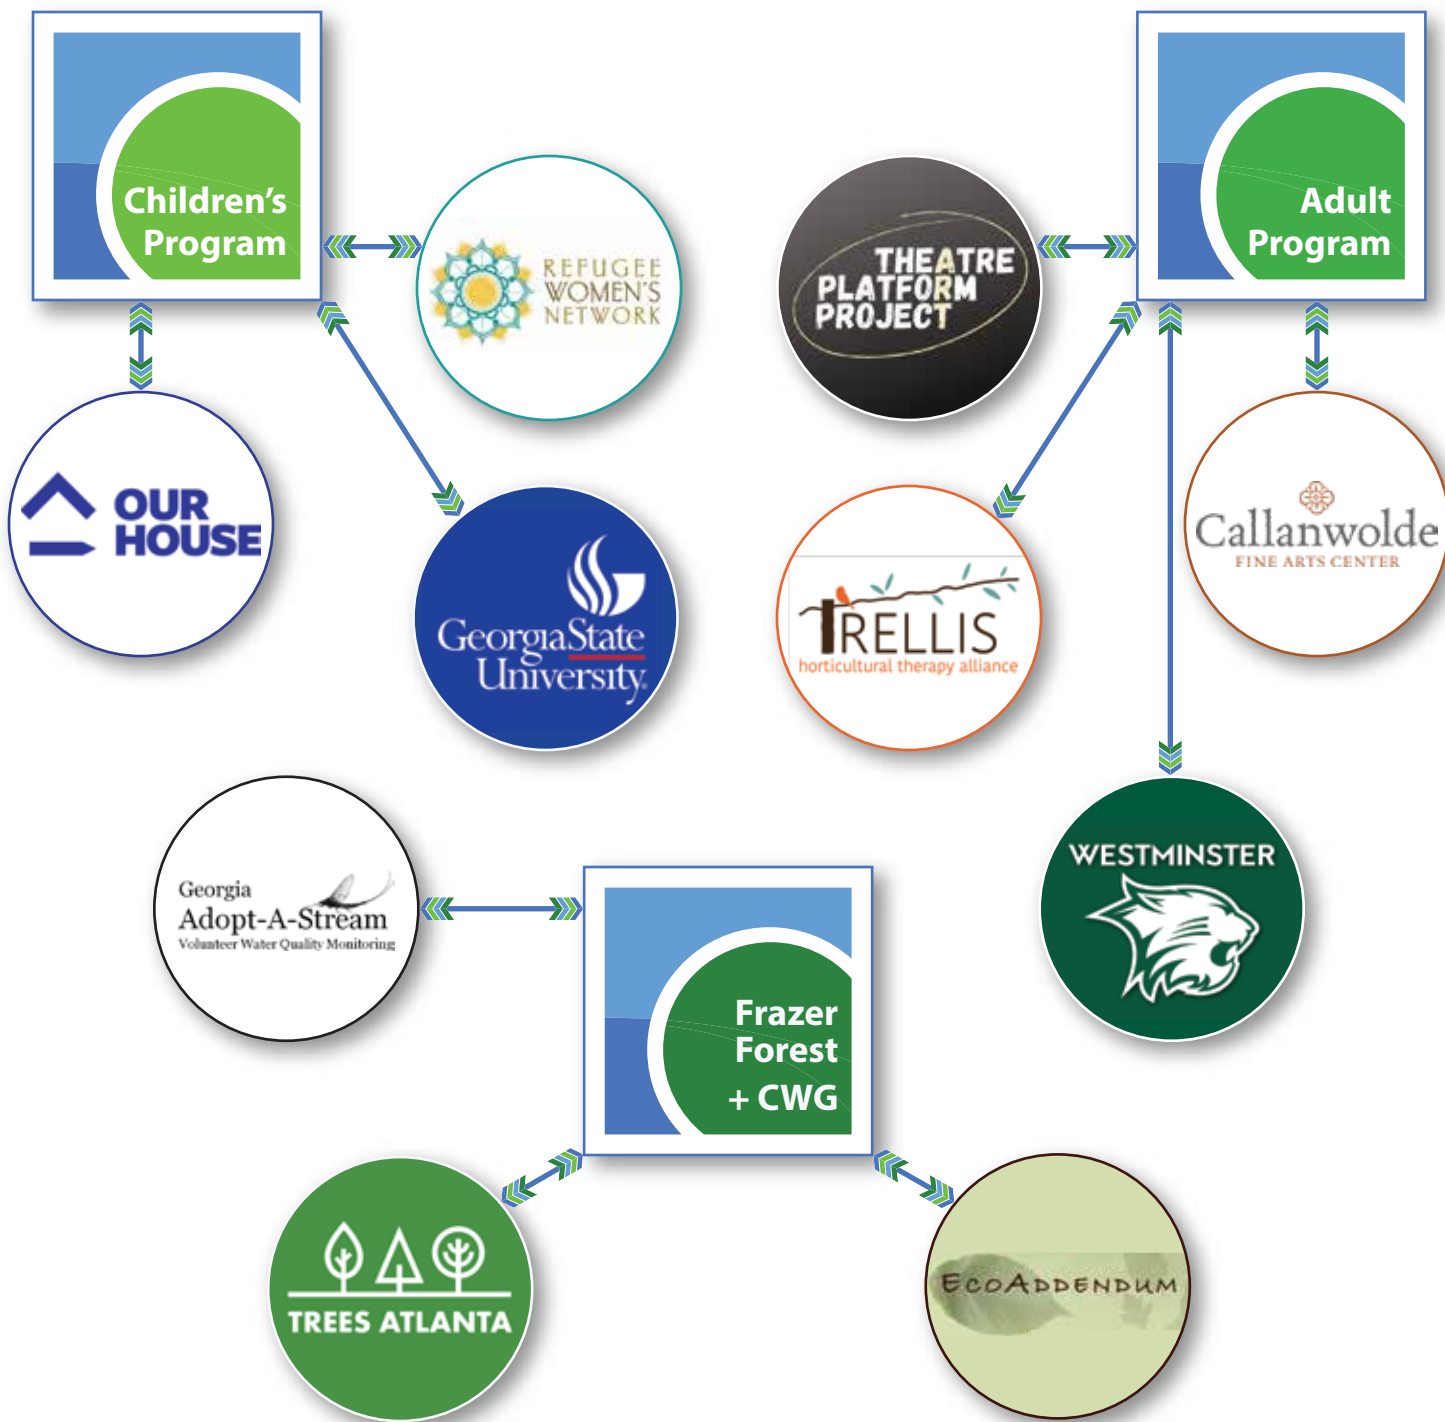 Children's
Program
Adult
Program
REFUGEE
WOMEN'S
NETWORK
THEATRE
PLATFORM
PROJECT
OUR
HOUSE
Callanwolde
FINE ARTS CENTER
GeorgiaState
University
TRELLIS
horticultural therapy alliance
WESTMINSTER
Georgia
Adopt-A-Stream
Volunteer Water Quality Monitoring
Frazer
Forest
+ CWG
TREES ATLANTA
ECOADDENDUM